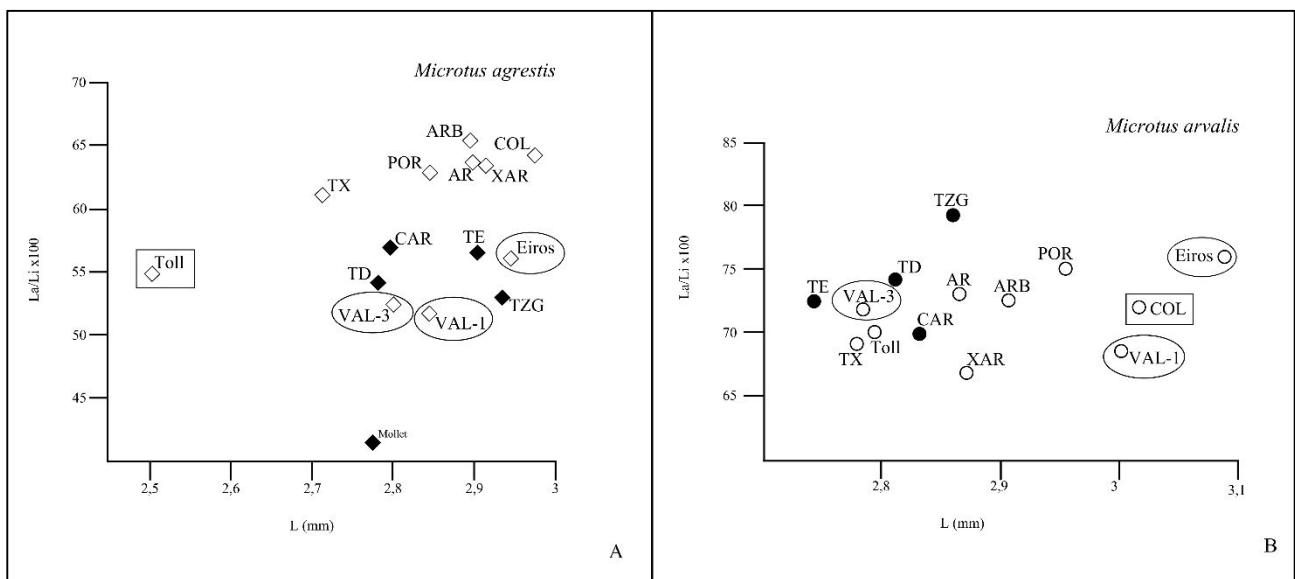 Microtus agrestis
La/Li x100
70
65
60
55
50
45
ARB
COL
POR
AR
XAR
TX
CAR
TE
Eiros
Toll
TD
VAL-3
VAL-1
TZG
Mollet
2,5
2,6
2,7
2,8
2,9
3
L (mm)
A
Microtus arvalis
La/Li x100
85
80
75
70
65
TZG
POR
Eiros
TD
AR
ARB
TE
VAL-3
COL
CAR
TX
Toll
XAR
VAL-1
2,8
2,9
3
3,1
L (mm)
B